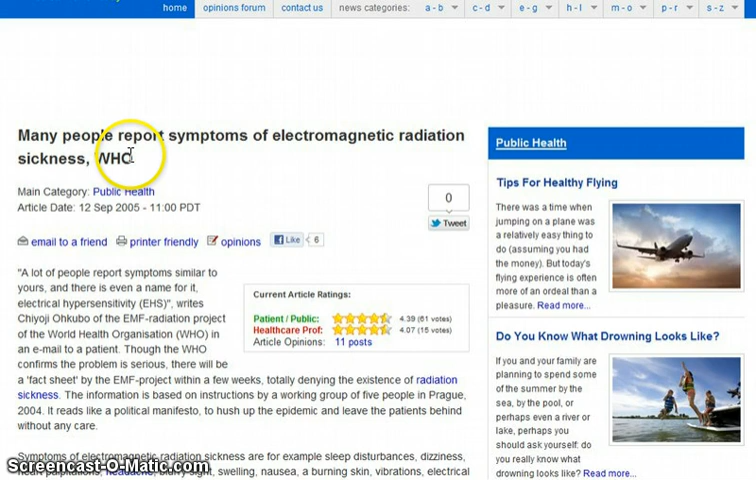 home opinions forum contact us news categories: a - b c - d e - g h - l m - o p - r s - z
Many people report symptoms of electromagnetic radiation
sickness, WHO
Main Category: Public Health
Article Date: 12 Sep 2005 - 11:00 PDT
0
Tweet
email to a friend printer friendly opinions Like 6
"A lot of people report symptoms similar to
yours, and there is even a name for it,
electrical hypersensitivity (EHS)", writes
Chiyoji Ohkubo of the EMF-radiation project
of the World Health Organisation (WHO) in
an e-mail to a patient. Though the WHO
confirms the problem is serious, there will be
a 'fact sheet' by the EMF-project within a few weeks, totally denying the existence of radiation
sickness. The information is based on instructions by a working group of five people in Prague,
2004. It reads like a political manifesto, to hush up the epidemic and leave the patients behind
without any care.
Current Article Ratings:
Patient / Public: 4.39 (61 votes)
Healthcare Prof: 4.07 (15 votes)
Article Opinions: 11 posts
Symptoms of electromagnetic radiation sickness are for example sleep disturbances, dizziness,
heart palpitations, headache, blurry sight, swelling, nausea, a burning skin, vibrations, electrical
Public Health
Tips For Healthy Flying
There was a time when
jumping on a plane was
a relatively easy thing to
do (assuming you had
the money). But today's
flying experience is often
more of an ordeal than a
pleasure. Read more...
Do You Know What Drowning Looks Like?
If you and your family are
planning to spend some
of the summer by the
sea, by the pool, or
perhaps even a river or
lake, perhaps you
should ask yourself: do
you really know what
drowning looks like? Read more...
Screencast-O-Matic.com